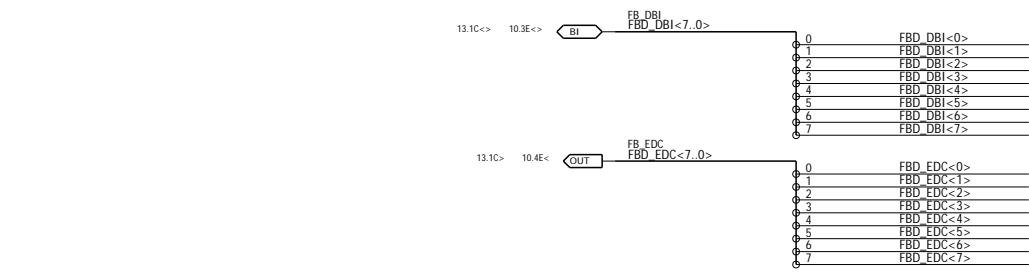 FB_DBI
13.1C<> 10.3E<> BI FBD_DBI<7..0>
0 FBD_DBI<0>
1 FBD_DBI<1>
2 FBD_DBI<2>
3 FBD_DBI<3>
4 FBD_DBI<4>
5 FBD_DBI<5>
6 FBD_DBI<6>
7 FBD_DBI<7>
FB_EDC
13.1C> 10.4E< OUT FBD_EDC<7..0>
0 FBD_EDC<0>
1 FBD_EDC<1>
2 FBD_EDC<2>
3 FBD_EDC<3>
4 FBD_EDC<4>
5 FBD_EDC<5>
6 FBD_EDC<6>
7 FBD_EDC<7>